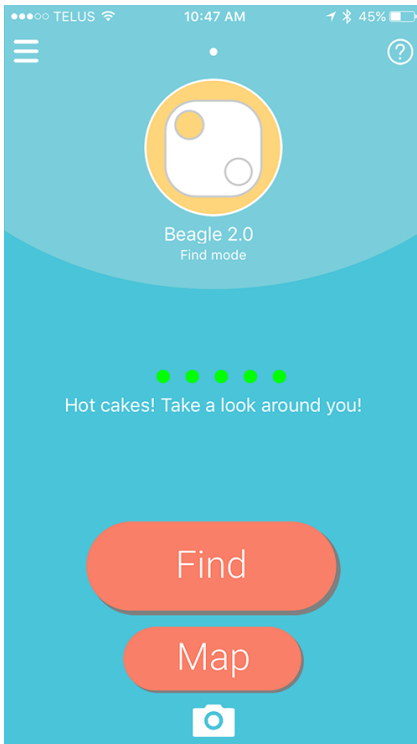 TELUS 10:47 AM 45%
?
Beagle 2.0
Find mode
Hot cakes! Take a look around you!
Find
Map